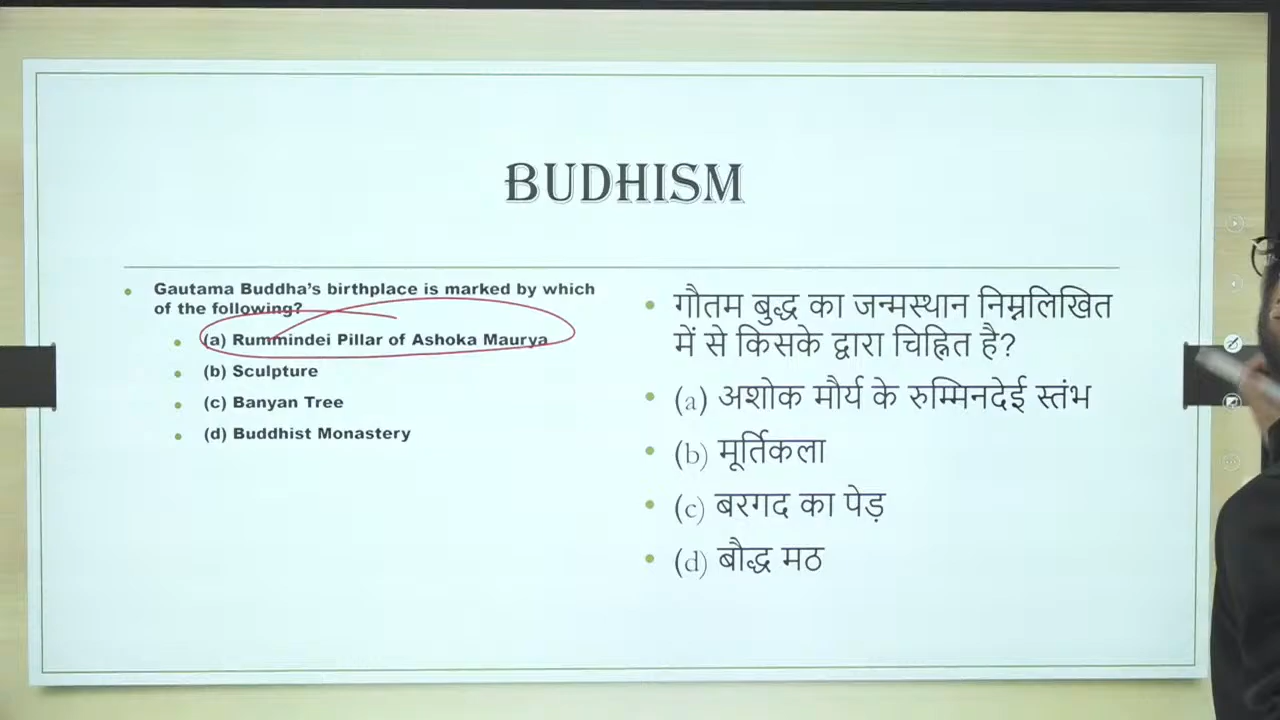 BUDHISM
Gautama Buddha's birthplace is marked by which
of the following?
(a) Rummindei Pillar of Ashoka Maurya
(b) Sculpture
(c) Banyan Tree
(d) Buddhist Monastery
गौतम बुद्ध का जन्मस्थान निम्नलिखित
में से किसके द्वारा चिह्नित है?
(a) अशोक मौर्य के रुम्मिनदेई स्तंभ
(b) मूर्तिकला
(c) बरगद का पेड़
(d) बौद्ध मठ